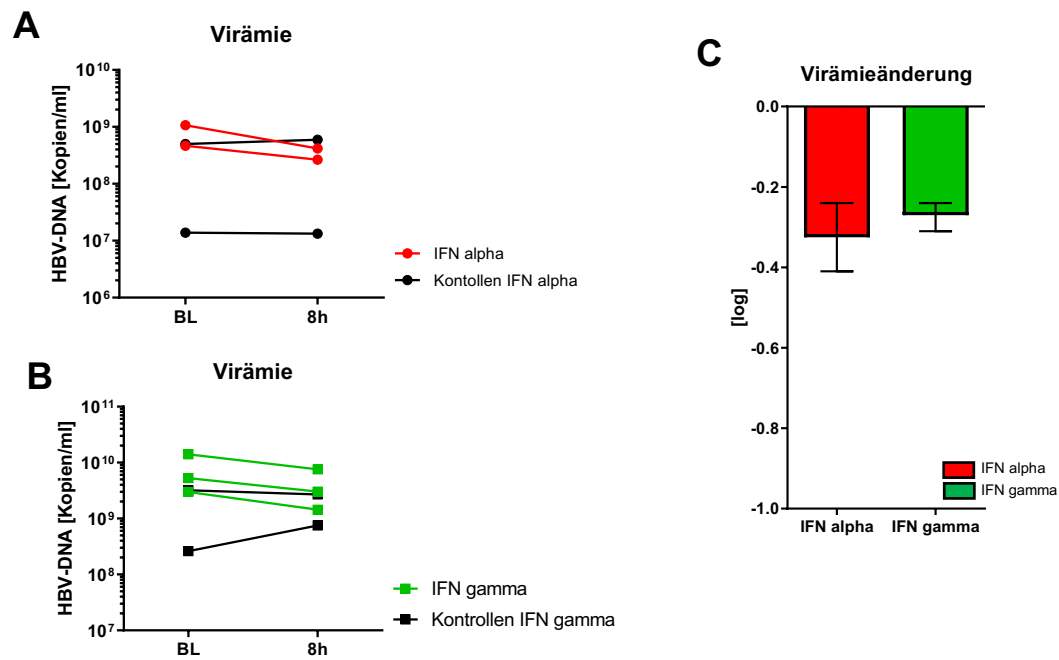 A
Virämie
HBV-DNA [Kopien/ml]
10^10
10^9
10^8
10^7
10^6
BL
8h
IFN alpha
Kontollen IFN alpha
B
Virämie
HBV-DNA [Kopien/ml]
10^11
10^10
10^9
10^8
10^7
BL
8h
IFN gamma
Kontrollen IFN gamma
C
Virämieänderung
[log]
0.0
-0.2
-0.4
-0.6
-0.8
-1.0
IFN alpha
IFN gamma
IFN alpha
IFN gamma